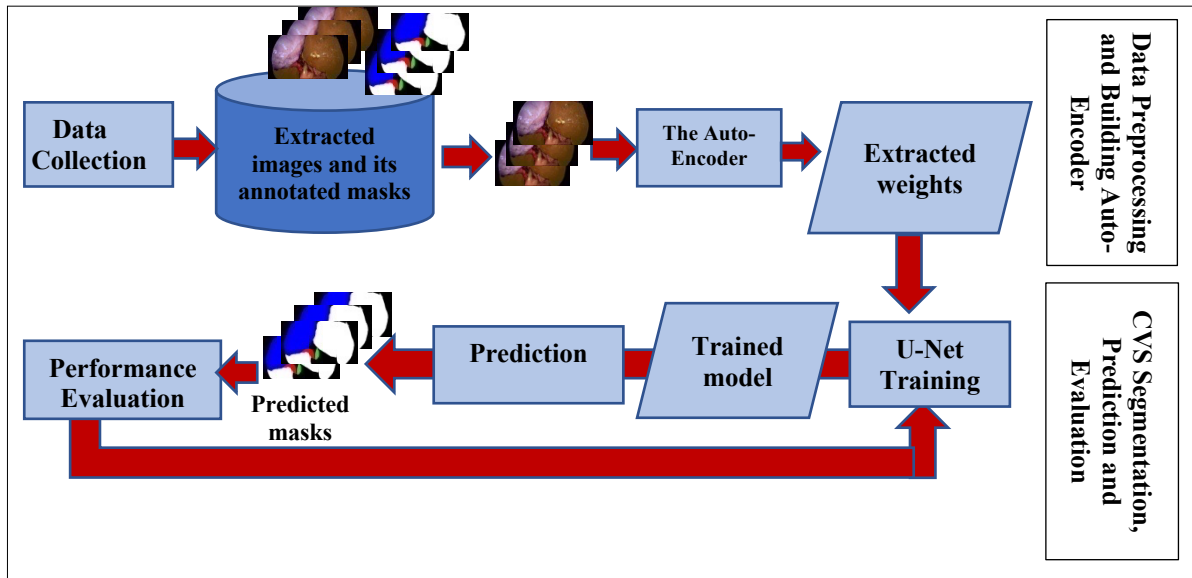 Data
Collection
Extracted
images and its
annotated masks
The Auto-
Encoder
Extracted
weights
Data Preprocessing
and Building Auto-
Encoder
Performance
Evaluation
Predicted
masks
Prediction
Trained
model
U-Net
Training
CVS Segmentation,
Prediction and
Evaluation